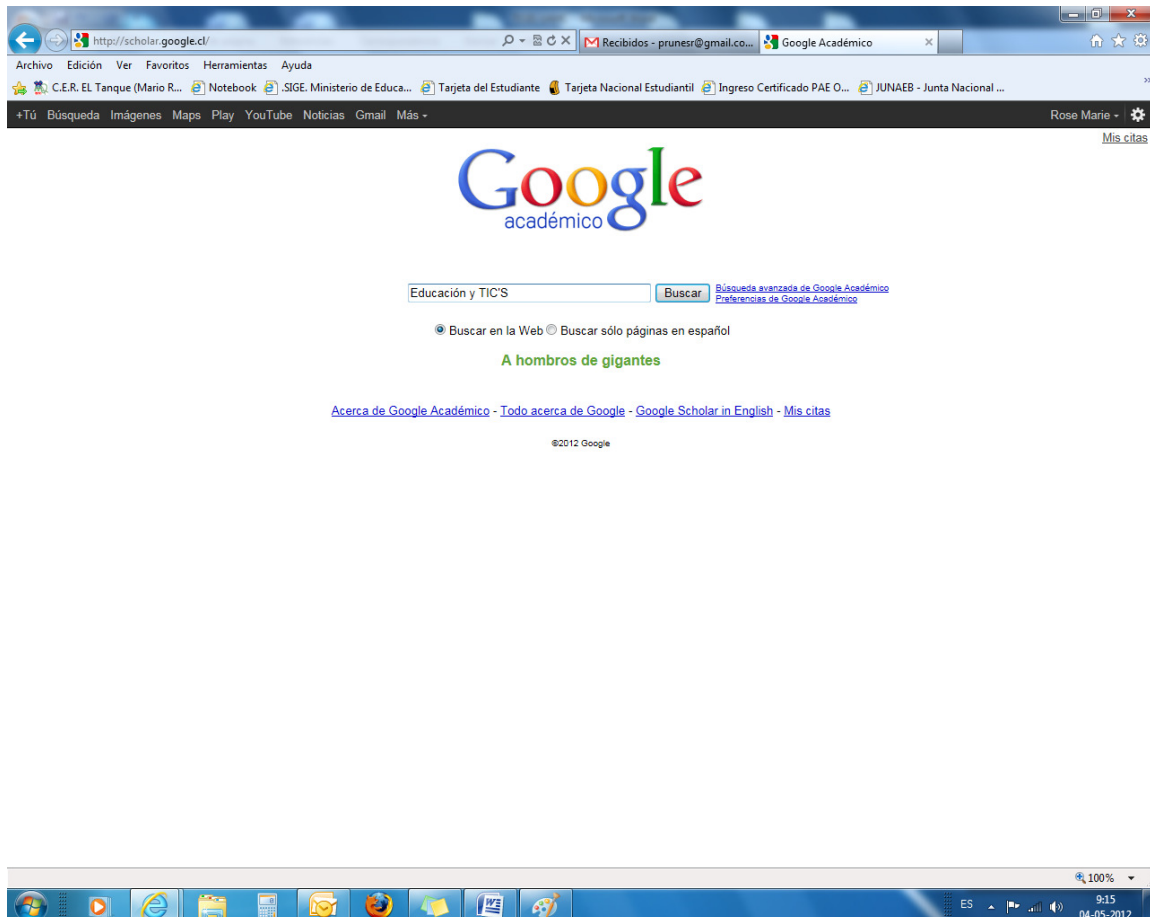 http://scholar.google.cl/
Recibidos - prunesr@gmail.co...
Google Académico
Archivo Edición Ver Favoritos Herramientas Ayuda
C.E.R. EL Tanque (Mario R... Notebook .SIGE. Ministerio de Educa... Tarjeta del Estudiante Tarjeta Nacional Estudiantil Ingreso Certificado PAE O... JUNAEB - Junta Nacional ...
+Tú Búsqueda Imágenes Maps Play YouTube Noticias Gmail Más
Rose Marie
Mis citas
Google
académico
Educación y TIC'S
Buscar
Búsqueda avanzada de Google Académico
Preferencias de Google Académico
Buscar en la Web Buscar sólo páginas en español
A hombros de gigantes
Acerca de Google Académico - Todo acerca de Google - Google Scholar in English - Mis citas
©2012 Google
100%
ES
9:15
04-05-2012